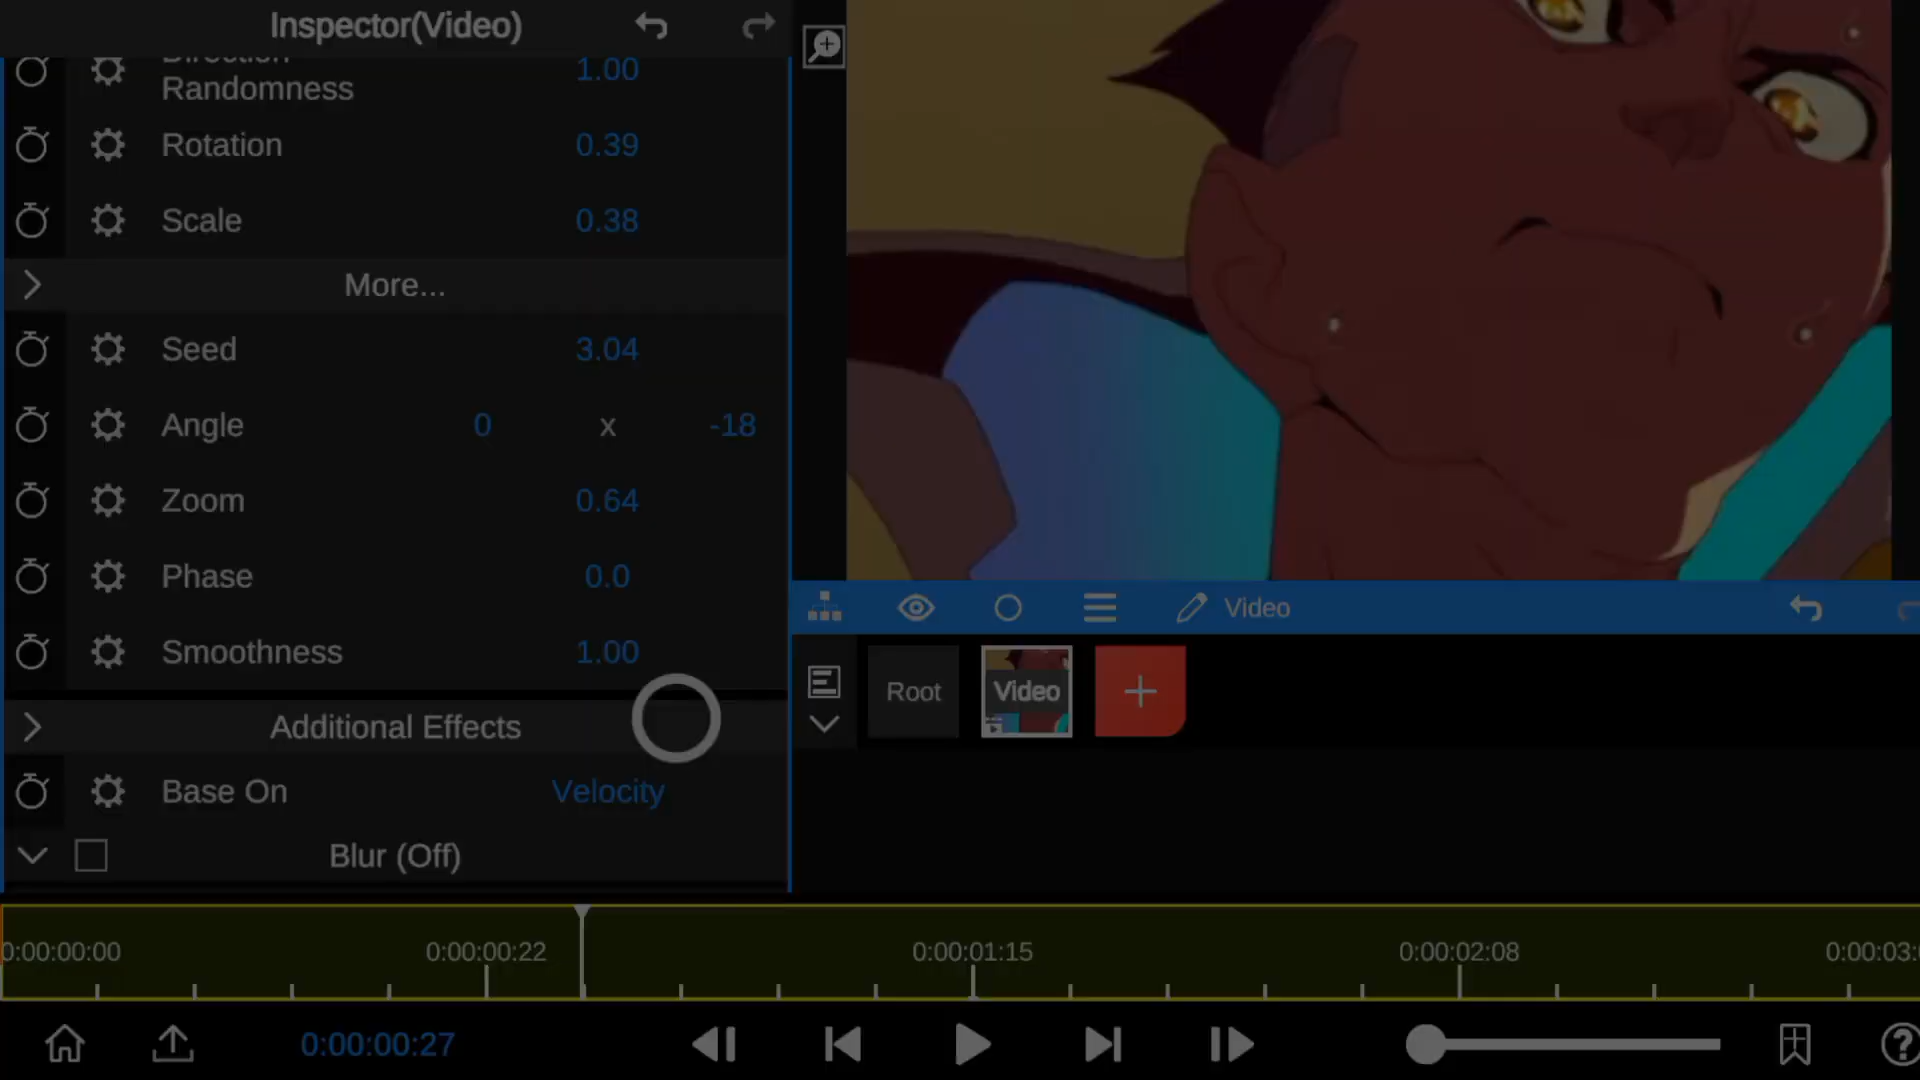 Inspector(Video)
Direction
Randomness 1.00
Rotation 0.39
Scale 0.38
More...
Seed 3.04
Angle 0 x -18
Zoom 0.64
Phase 0.0
Smoothness 1.00
Additional Effects
Base On Velocity
Blur (Off)
Video
Root Video
0:00:00:00 0:00:00:22 0:00:01:15 0:00:02:08 0:00:03:0
0:00:00:27